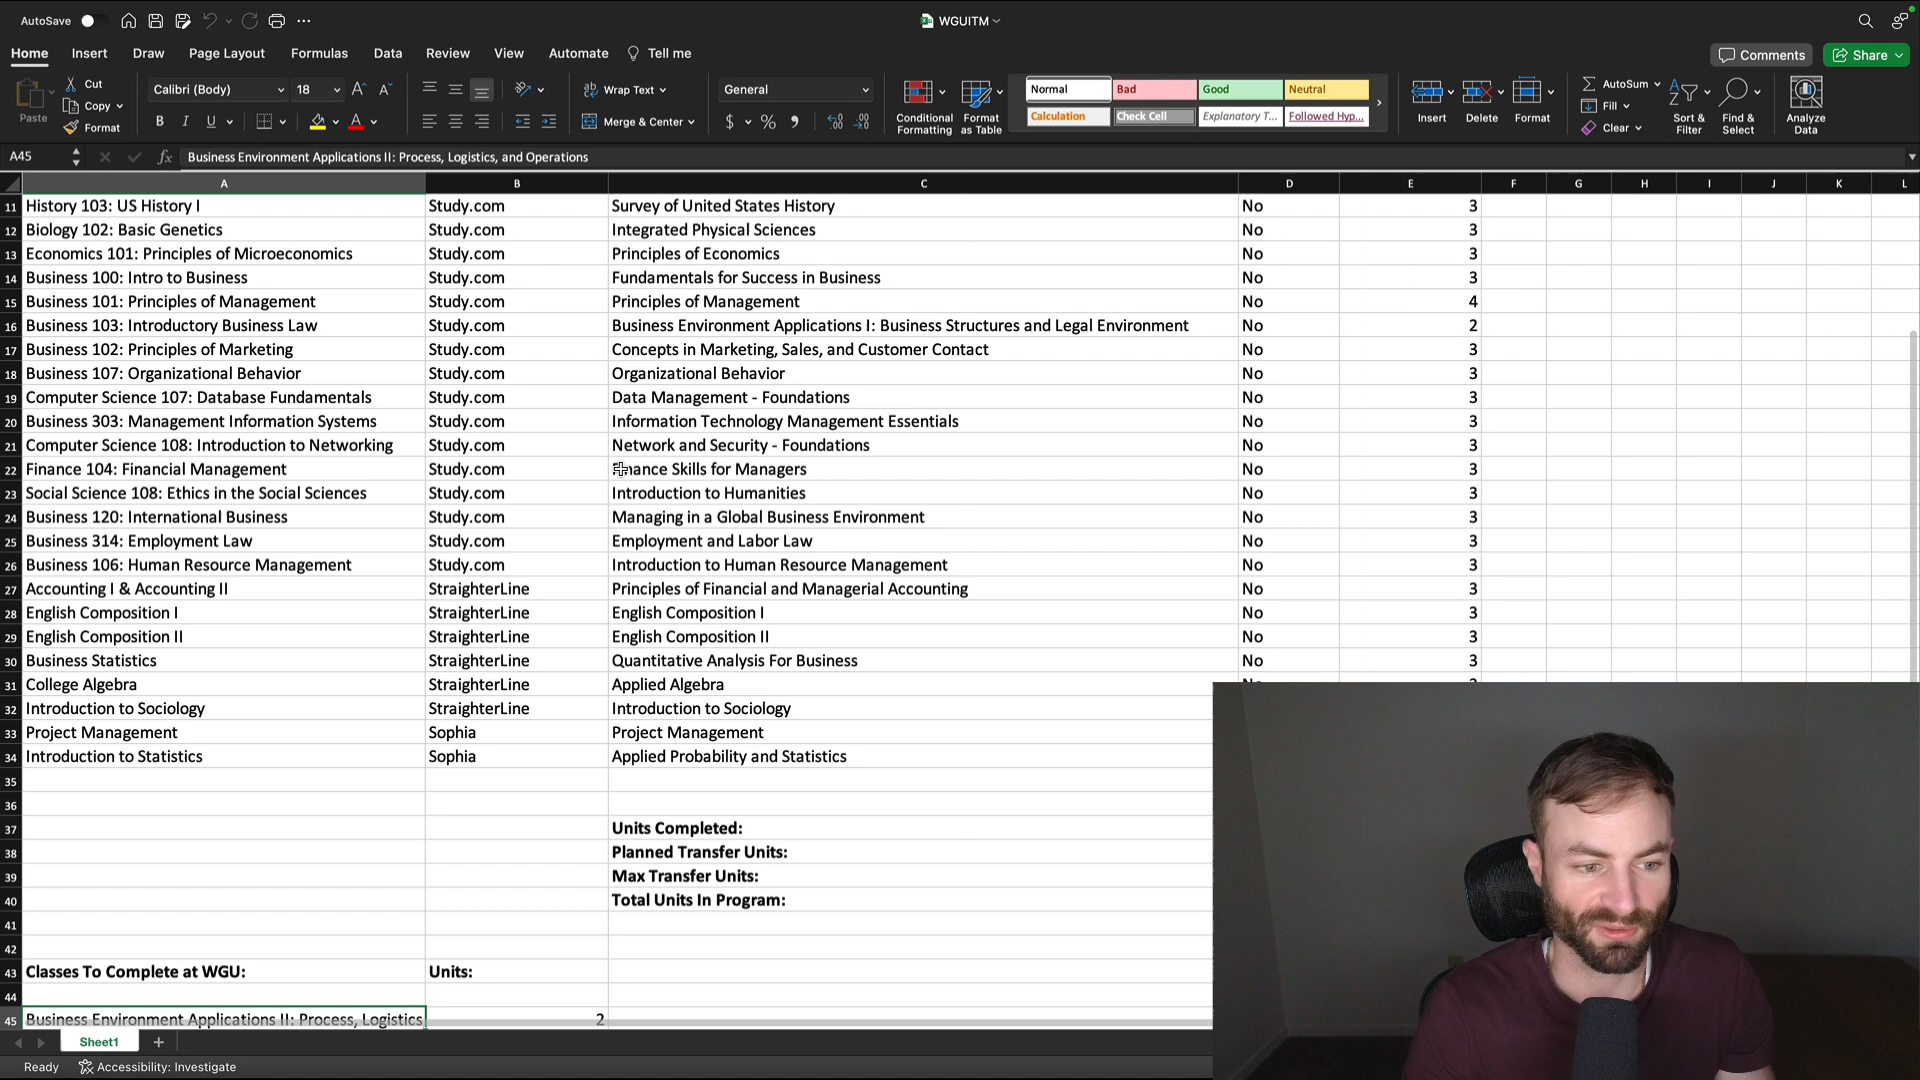 AutoSave
WGUITM
Home Insert Draw Page Layout Formulas Data Review View Automate Tell me
Comments Share
Paste
Cut
Copy
Format
Calibri (Body) 18
B I U
Wrap Text
Merge & Center
General
$ % 9
Conditional Formatting
Format as Table
Normal Bad Good Neutral
Calculation Check Cell Explanatory T... Followed Hyp...
Insert Delete Format
AutoSum
Fill
Clear
Sort & Filter
Find & Select
Analyze Data
A45 fx Business Environment Applications II: Process, Logistics, and Operations
A B C D E F G H I J K L
11 History 103: US History I Study.com Survey of United States History No 3
12 Biology 102: Basic Genetics Study.com Integrated Physical Sciences No 3
13 Economics 101: Principles of Microeconomics Study.com Principles of Economics No 3
14 Business 100: Intro to Business Study.com Fundamentals for Success in Business No 3
15 Business 101: Principles of Management Study.com Principles of Management No 4
16 Business 103: Introductory Business Law Study.com Business Environment Applications I: Business Structures and Legal Environment No 2
17 Business 102: Principles of Marketing Study.com Concepts in Marketing, Sales, and Customer Contact No 3
18 Business 107: Organizational Behavior Study.com Organizational Behavior No 3
19 Computer Science 107: Database Fundamentals Study.com Data Management - Foundations No 3
20 Business 303: Management Information Systems Study.com Information Technology Management Essentials No 3
21 Computer Science 108: Introduction to Networking Study.com Network and Security - Foundations No 3
22 Finance 104: Financial Management Study.com Finance Skills for Managers No 3
23 Social Science 108: Ethics in the Social Sciences Study.com Introduction to Humanities No 3
24 Business 120: International Business Study.com Managing in a Global Business Environment No 3
25 Business 314: Employment Law Study.com Employment and Labor Law No 3
26 Business 106: Human Resource Management Study.com Introduction to Human Resource Management No 3
27 Accounting I & Accounting II StraighterLine Principles of Financial and Managerial Accounting No 3
28 English Composition I StraighterLine English Composition I No 3
29 English Composition II StraighterLine English Composition II No 3
30 Business Statistics StraighterLine Quantitative Analysis For Business No 3
31 College Algebra StraighterLine Applied Algebra
32 Introduction to Sociology StraighterLine Introduction to Sociology
33 Project Management Sophia Project Management
34 Introduction to Statistics Sophia Applied Probability and Statistics
35
36
37 Units Completed:
38 Planned Transfer Units:
39 Max Transfer Units:
40 Total Units In Program:
41
42
43 Classes To Complete at WGU: Units:
44
45 Business Environment Applications II: Process, Logistics 2
Sheet1
Ready Accessibility: Investigate